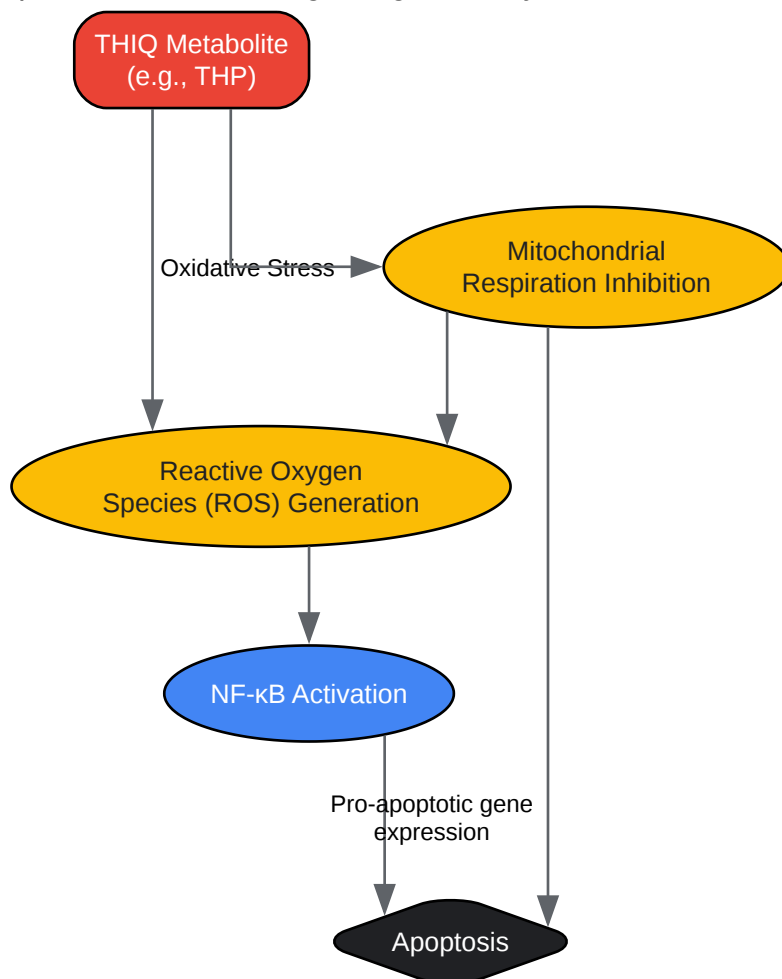 THIQ Metabolite
(e.g., THP)
Mitochondrial
Respiration Inhibition
Oxidative Stress
Reactive Oxygen
Species (ROS) Generation
NF-κB Activation
Pro-apoptotic gene
expression
Apoptosis